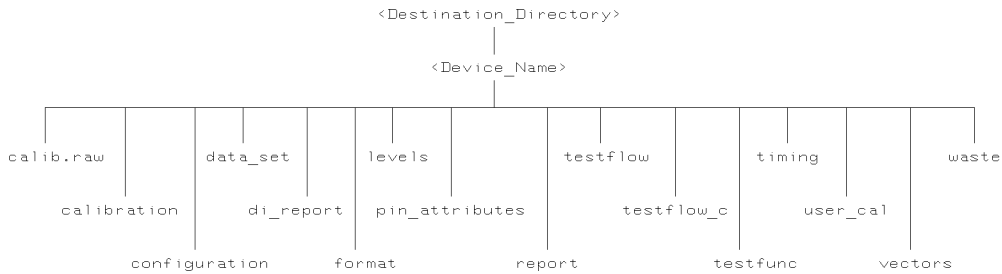 <Destination_Directory>
<Device_Name>
calib.raw data_set levels testflow timing waste
calibration di_report pin_attributes testflow_c user_cal
configuration format report testfunc vectors